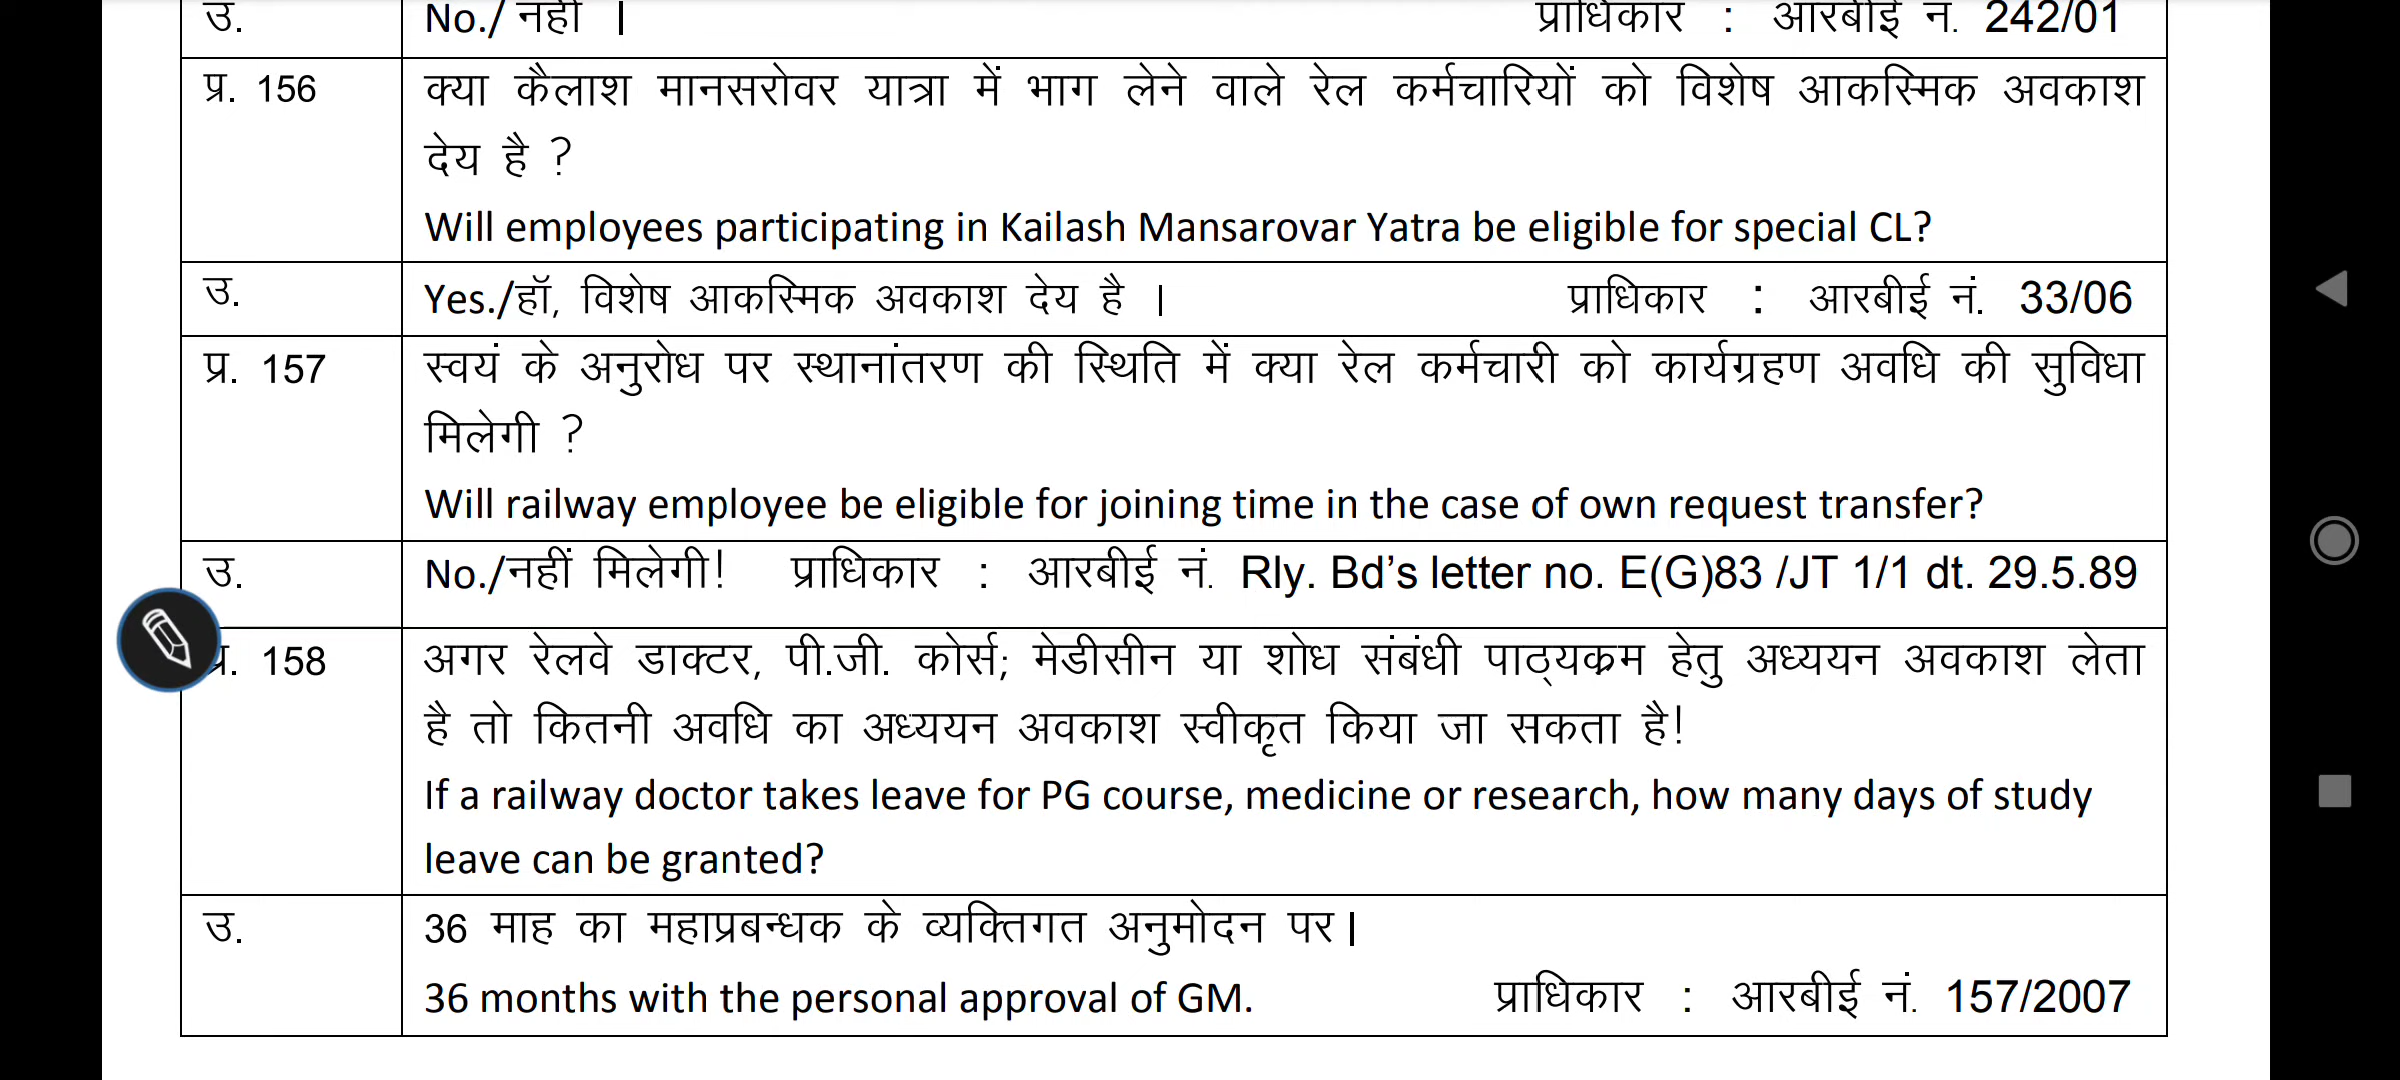 उ. No./ नहीं । प्राधिकार : आरबीई नं. 242/01
प्र. 156 क्या कैलाश मानसरोवर यात्रा में भाग लेने वाले रेल कर्मचारियों को विशेष आकस्मिक अवकाश
देय है ?
Will employees participating in Kailash Mansarovar Yatra be eligible for special CL?
उ. Yes./हॉ, विशेष आकस्मिक अवकाश देय है । प्राधिकार : आरबीई नं. 33/06
प्र. 157 स्वयं के अनुरोध पर स्थानांतरण की स्थिति में क्या रेल कर्मचारी को कार्यग्रहण अवधि की सुविधा
मिलेगी ?
Will railway employee be eligible for joining time in the case of own request transfer?
उ. No./नहीं मिलेगी! प्राधिकार : आरबीई नं. Rly. Bd’s letter no. E(G)83 /JT 1/1 dt. 29.5.89
प्र. 158 अगर रेलवे डाक्टर, पी.जी. कोर्स; मेडीसीन या शोध संबंधी पाठ्यक्रम हेतु अध्ययन अवकाश लेता
है तो कितनी अवधि का अध्ययन अवकाश स्वीकृत किया जा सकता है!
If a railway doctor takes leave for PG course, medicine or research, how many days of study
leave can be granted?
उ. 36 माह का महाप्रबन्धक के व्यक्तिगत अनुमोदन पर।
36 months with the personal approval of GM. प्राधिकार : आरबीई नं. 157/2007